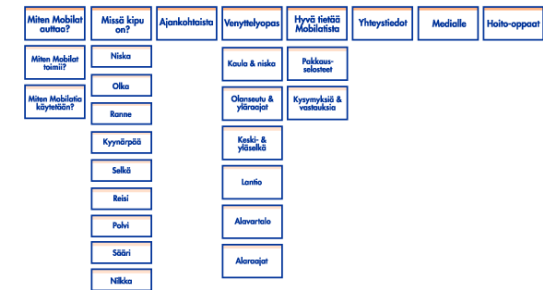 Miten Mobilat
auttaa?
Missä kipu
on?
Ajankohtaista
Venyttelyopas
Hyvä tietää
Mobilatista
Yhteystiedot
Medialle
Hoito-oppaat
Miten Mobilat
toimii?
Miten Mobilatia
käytetään?
Niska
Olka
Ranne
Kyynärpää
Selkä
Reisi
Polvi
Sääri
Nilkka
Kaula & niska
Olanseutu &
yläraajat
Keski- &
yläselkä
Lantio
Alavartalo
Alaraajat
Pakkaus-
selosteet
Kysymyksiä &
vastauksia